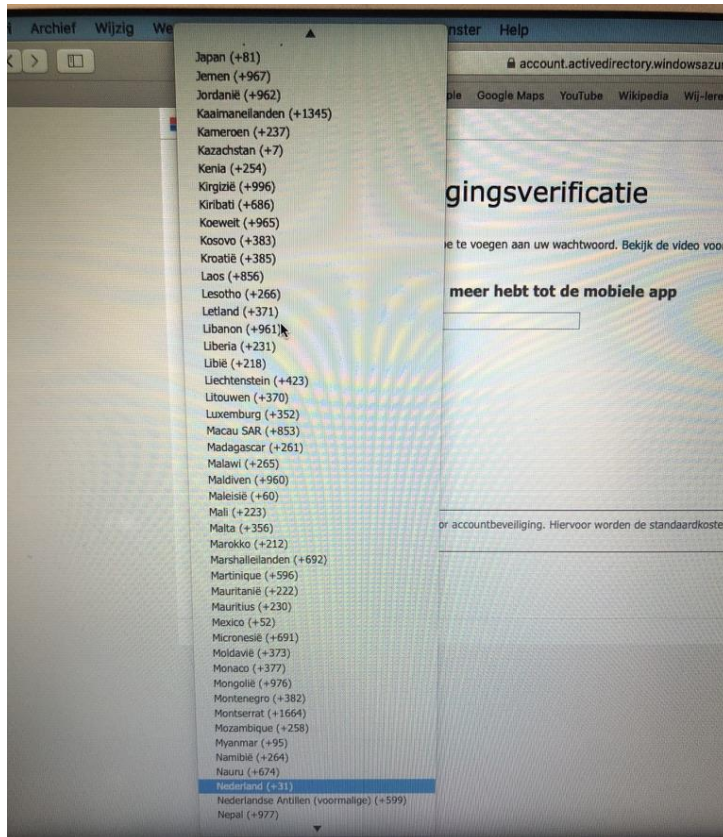 Archief Wijzig We
nster Help
account.activedirectory.windowsazu
ple Google Maps YouTube Wikipedia Wij-lere
Japan (+81)
Jemen (+967)
Jordanië (+962)
Kaaimaneilanden (+1345)
Kameroen (+237)
Kazachstan (+7)
Kenia (+254)
Kirgizië (+996)
Kiribati (+686)
Koeweit (+965)
Kosovo (+383)
Kroatië (+385)
Laos (+856)
Lesotho (+266)
Letland (+371)
Libanon (+961)
Liberia (+231)
Libië (+218)
Liechtenstein (+423)
Litouwen (+370)
Luxemburg (+352)
Macau SAR (+853)
Madagascar (+261)
Malawi (+265)
Maldiven (+960)
Maleisië (+60)
Mali (+223)
Malta (+356)
Marokko (+212)
Marshalleilanden (+692)
Martinique (+596)
Mauritanië (+222)
Mauritius (+230)
Mexico (+52)
Micronesië (+691)
Moldavië (+373)
Monaco (+377)
Mongolië (+976)
Montenegro (+382)
Montserrat (+1664)
Mozambique (+258)
Myanmar (+95)
Namibië (+264)
Nauru (+674)
Nederland (+31)
Nederlandse Antillen (voormalige) (+599)
Nepal (+977)
gingsverificatie
e te voegen aan uw wachtwoord. Bekijk de video voo
meer hebt tot de mobiele app
or accountbeveiliging. Hiervoor worden de standaardkoste